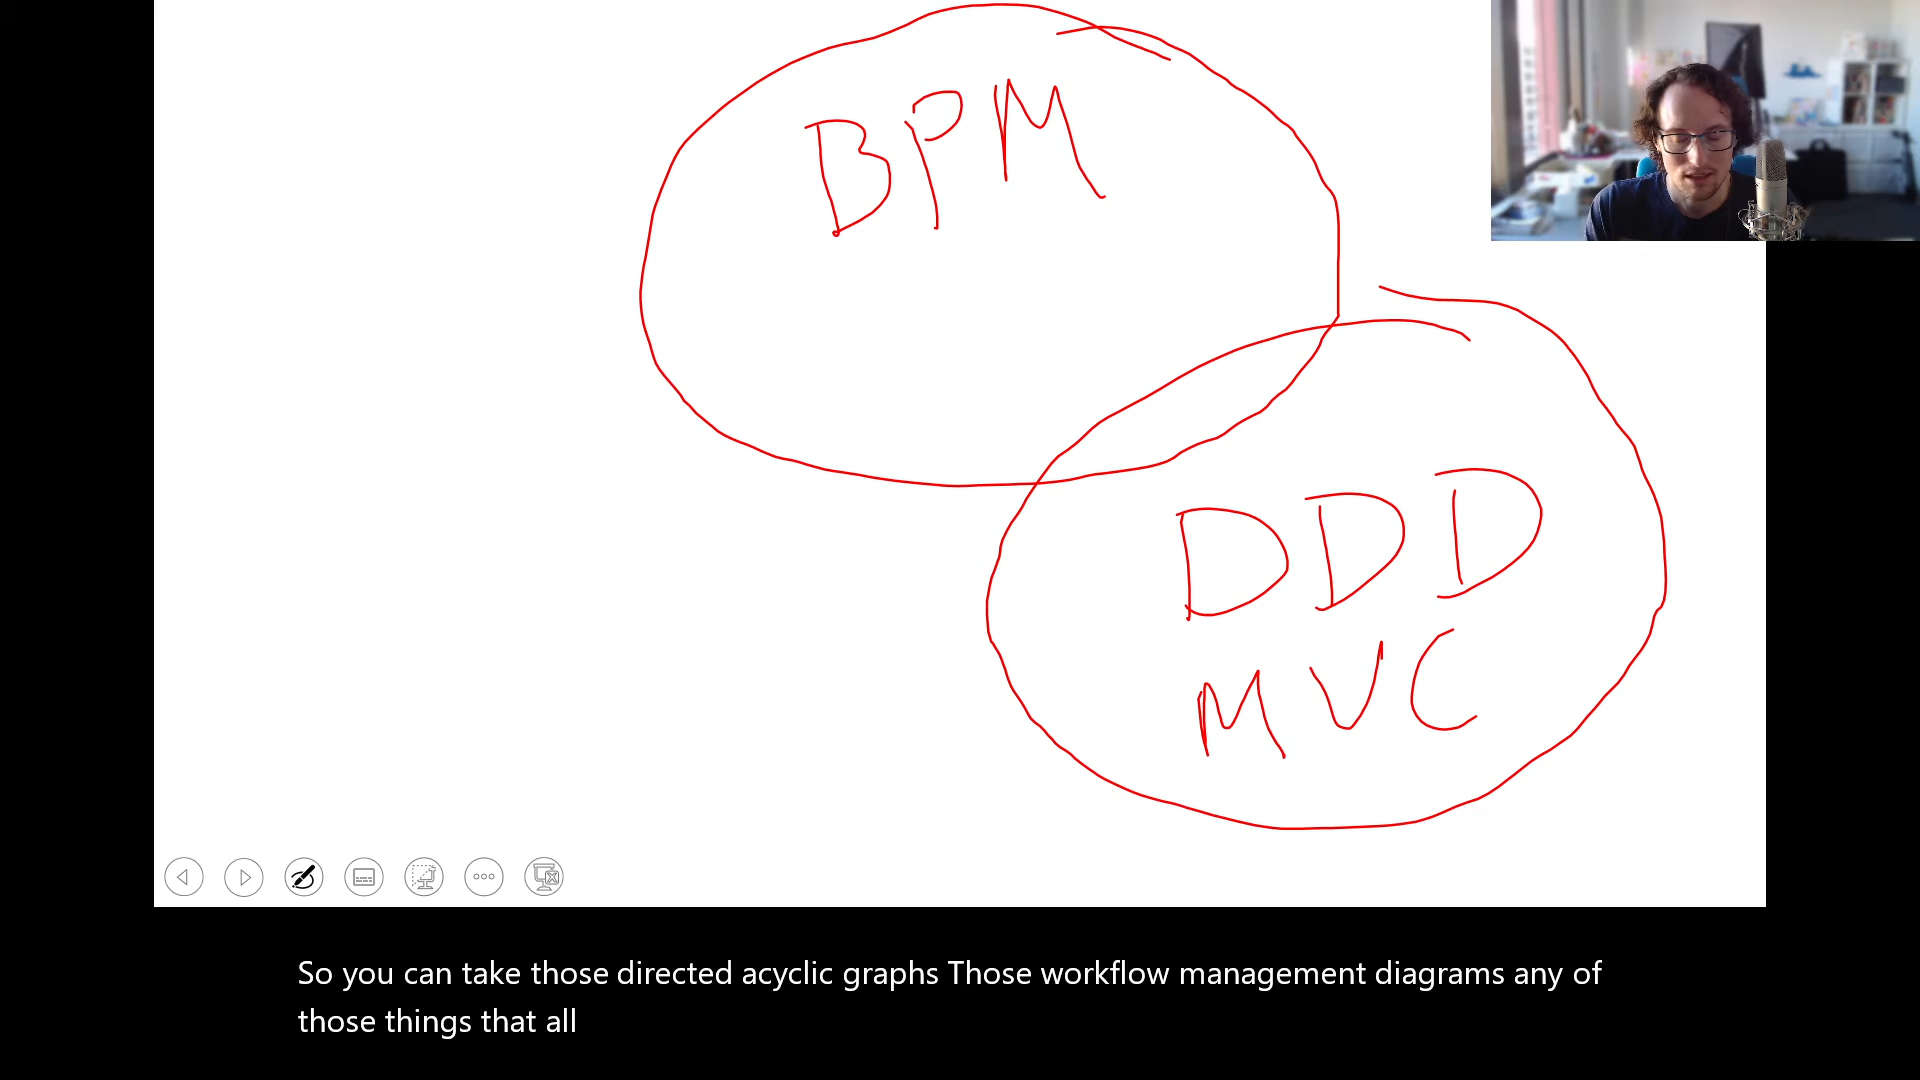 BPM
DDD
MVC
So you can take those directed acyclic graphs Those workflow management diagrams any of
those things that all